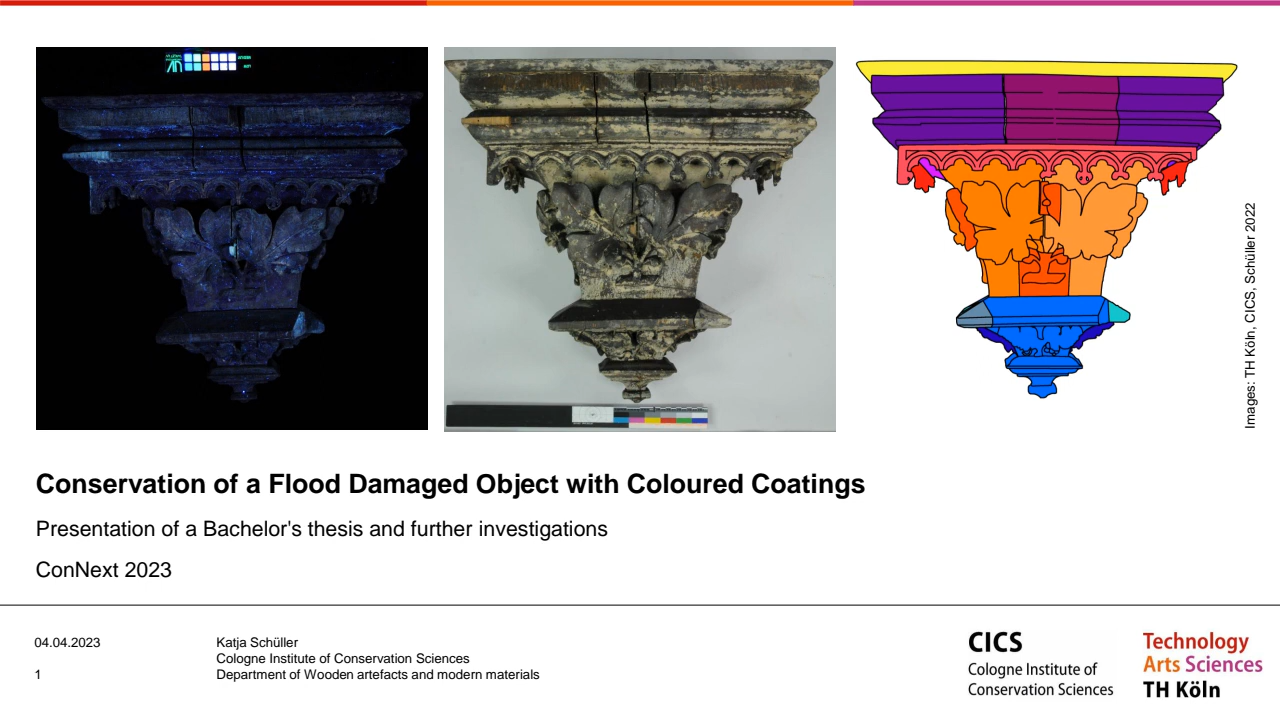 Images: TH Köln, CICS, Schüller 2022
Conservation of a Flood Damaged Object with Coloured Coatings
Presentation of a Bachelor's thesis and further investigations
ConNext 2023
04.04.2023
1
Katja Schüller
Cologne Institute of Conservation Sciences
Department of Wooden artefacts and modern materials
CICS
Cologne Institute of
Conservation Sciences
Technology
Arts Sciences
TH Köln